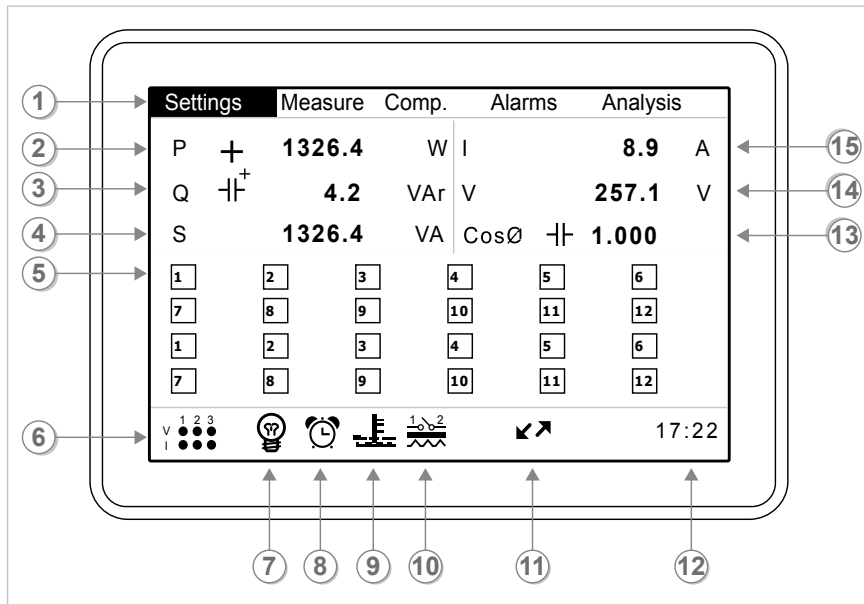 1 Settings Measure Comp. Alarms Analysis
2 P + 1326.4 W I 8.9 A 15
3 Q + 4.2 VAr V 257.1 V 14
4 S 1326.4 VA CosØ 1.000 13
5 1 2 3 4 5 6
7 8 9 10 11 12
1 2 3 4 5 6
7 8 9 10 11 12
1 2 3 1 2
6 V 17:22
I
7 8 9 10 11 12